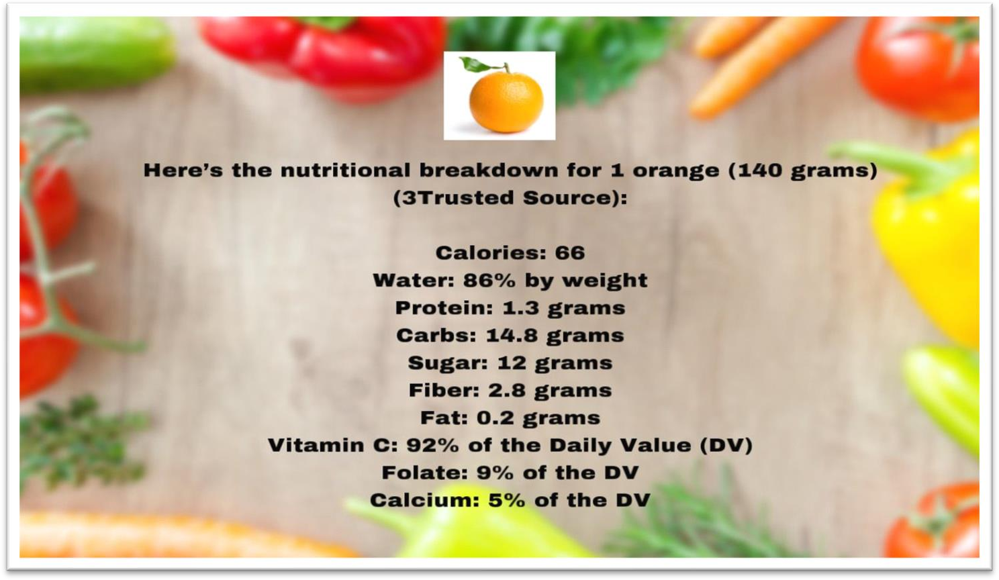 Here’s the nutritional breakdown for 1 orange (140 grams)
(3Trusted Source):
Calories: 66
Water: 86% by weight
Protein: 1.3 grams
Carbs: 14.8 grams
Sugar: 12 grams
Fiber: 2.8 grams
Fat: 0.2 grams
Vitamin C: 92% of the Daily Value (DV)
Folate: 9% of the DV
Calcium: 5% of the DV